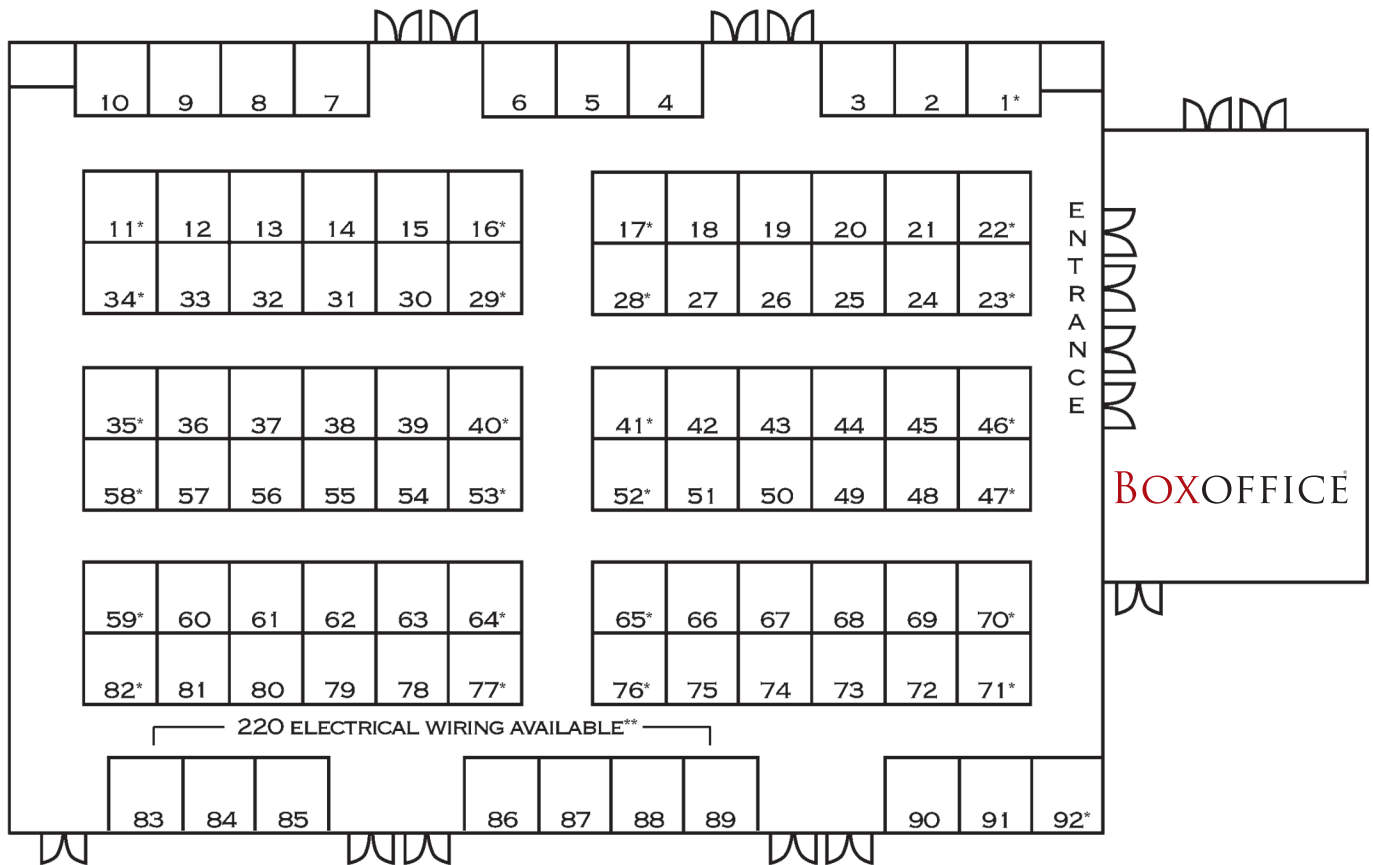 10 9 8 7 6 5 4 3 2 1*
11* 12 13 14 15 16* 17* 18 19 20 21 22*
34* 33 32 31 30 29* 28* 27 26 25 24 23*
ENTRANCE
35* 36 37 38 39 40* 41* 42 43 44 45 46*
58* 57 56 55 54 53* 52* 51 50 49 48 47*
BOXOFFICE®
59* 60 61 62 63 64* 65* 66 67 68 69 70*
82* 81 80 79 78 77* 76* 75 74 73 72 71*
220 ELECTRICAL WIRING AVAILABLE**
83 84 85 86 87 88 89 90 91 92*